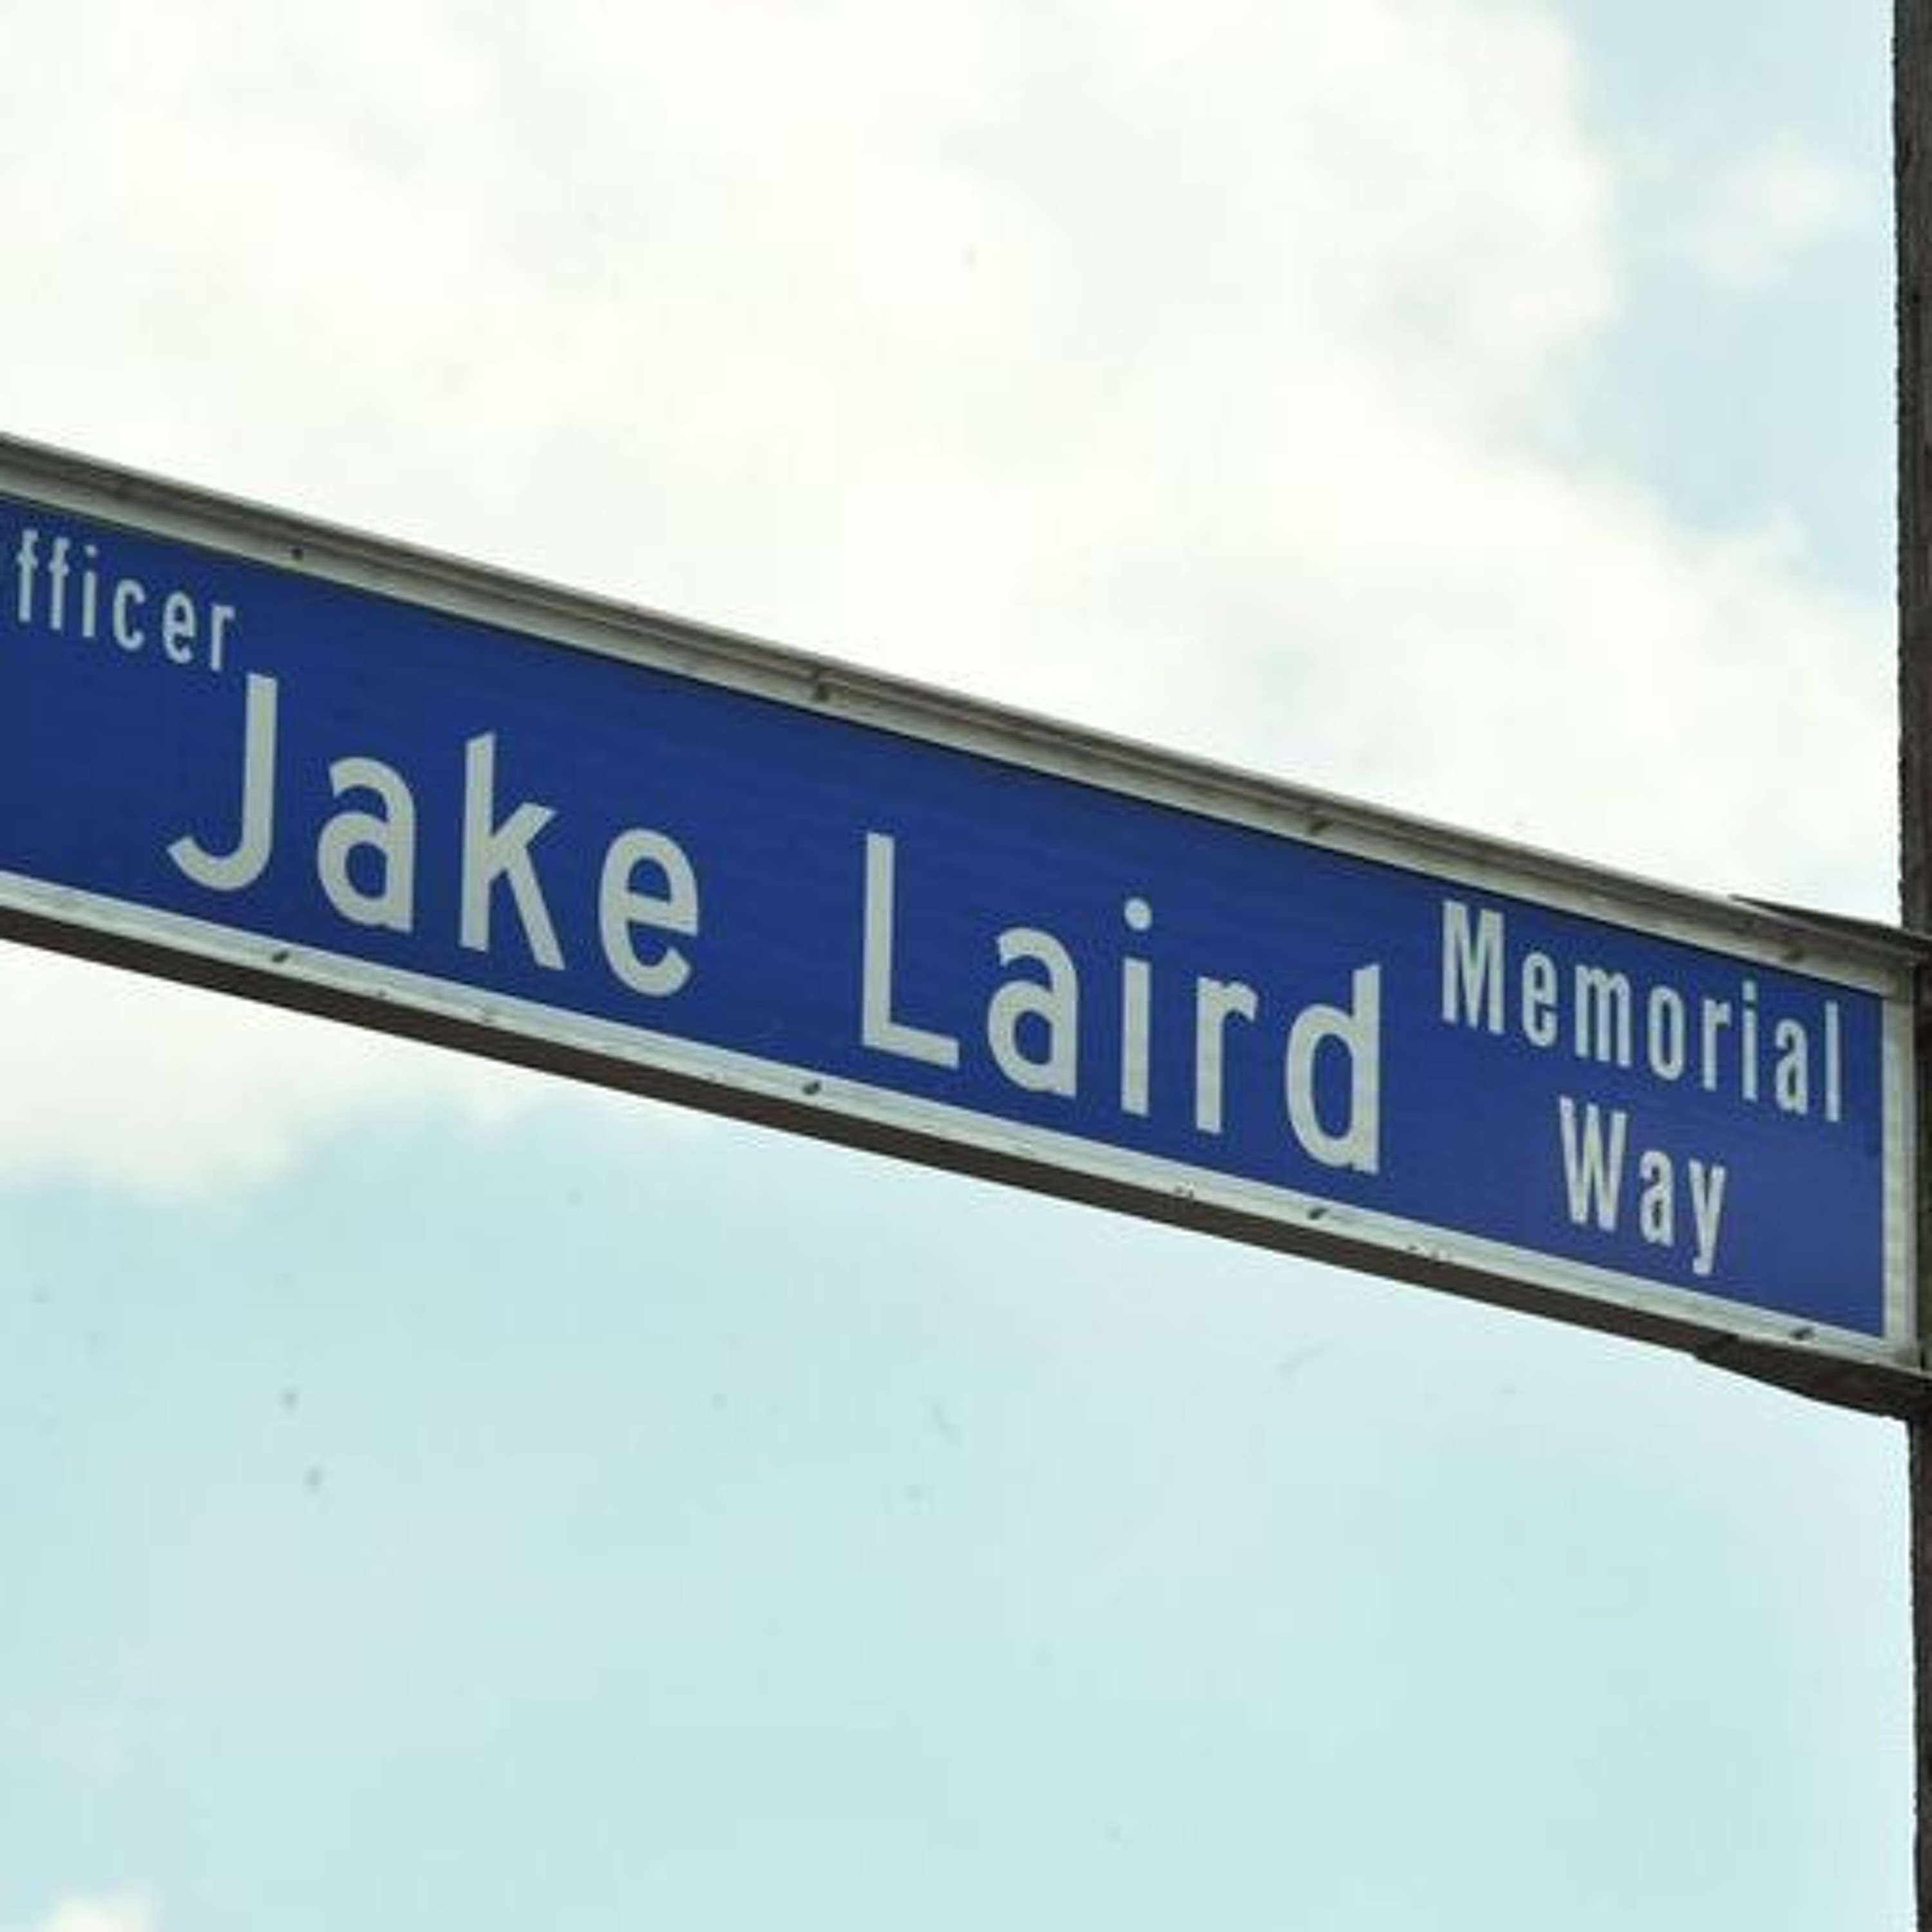 fficer
Jake Laird
Memorial
Way